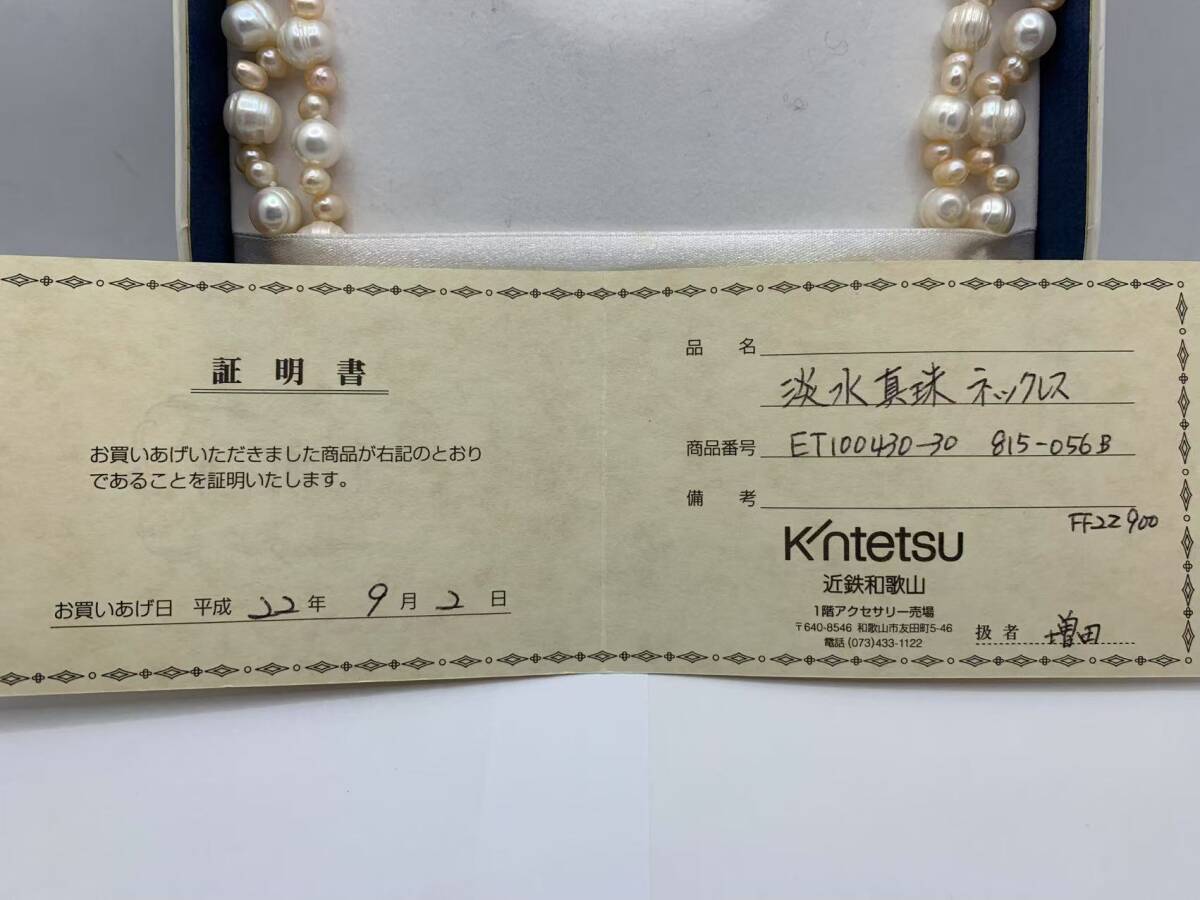 証明書
お買いあげいただきました商品が右記のとおり
であることを証明いたします。
お買いあげ日 平成 22年 9月 2日
品名
淡水真珠 ネックレス
商品番号 ET100430-30 815-056B
備考
FF22900
Kintetsu
近鉄和歌山
1階アクセサリー売場
〒640-8546 和歌山市友田町5-46
電話(073)433-1122
扱者 増田